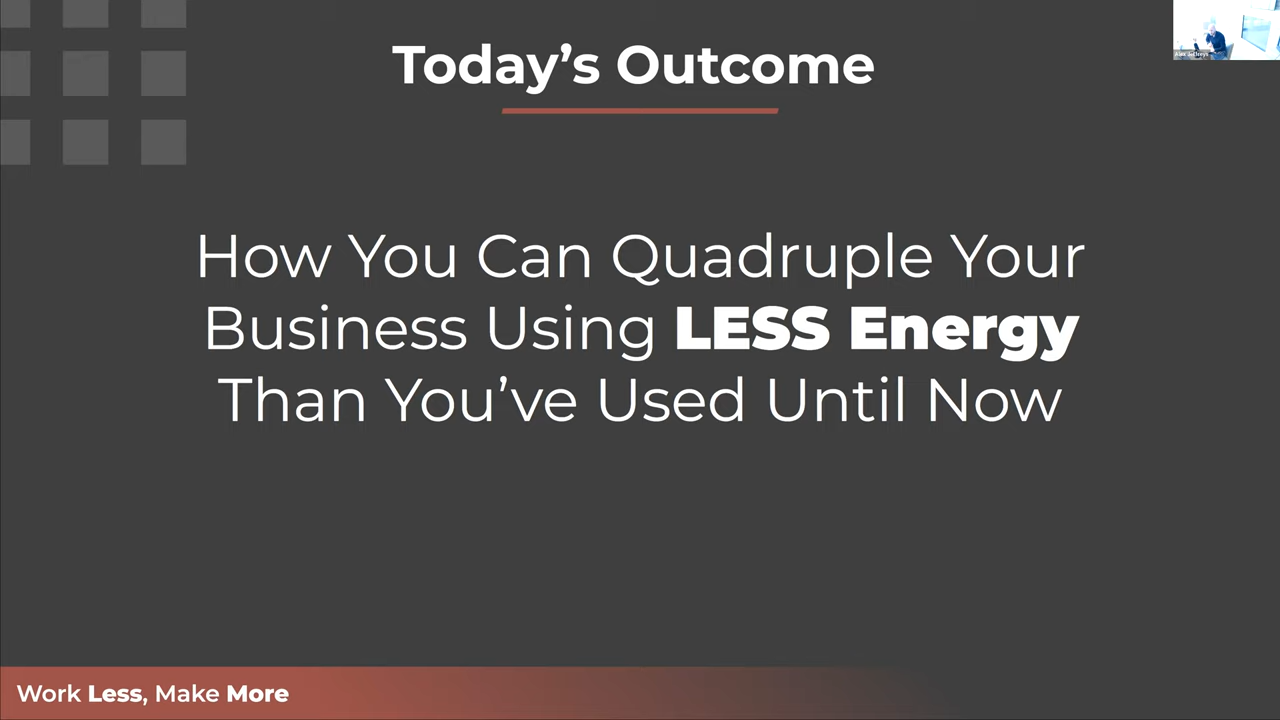 Today’s Outcome
How You Can Quadruple Your
Business Using LESS Energy
Than You’ve Used Until Now
Work Less, Make More